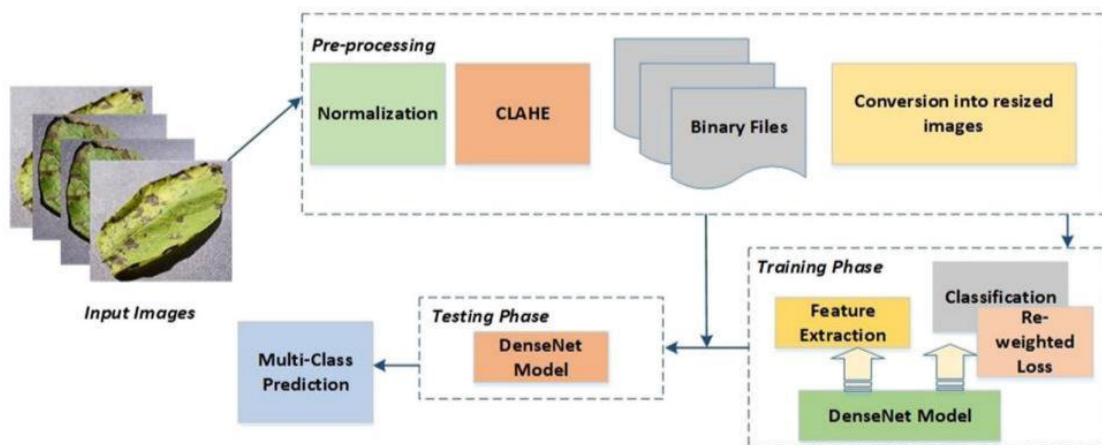 Pre-processing
Normalization
CLAHE
Binary Files
Conversion into resized
images
Input Images
Training Phase
Feature
Extraction
Classification
Re-
weighted
Loss
DenseNet Model
Testing Phase
DenseNet
Model
Multi-Class
Prediction